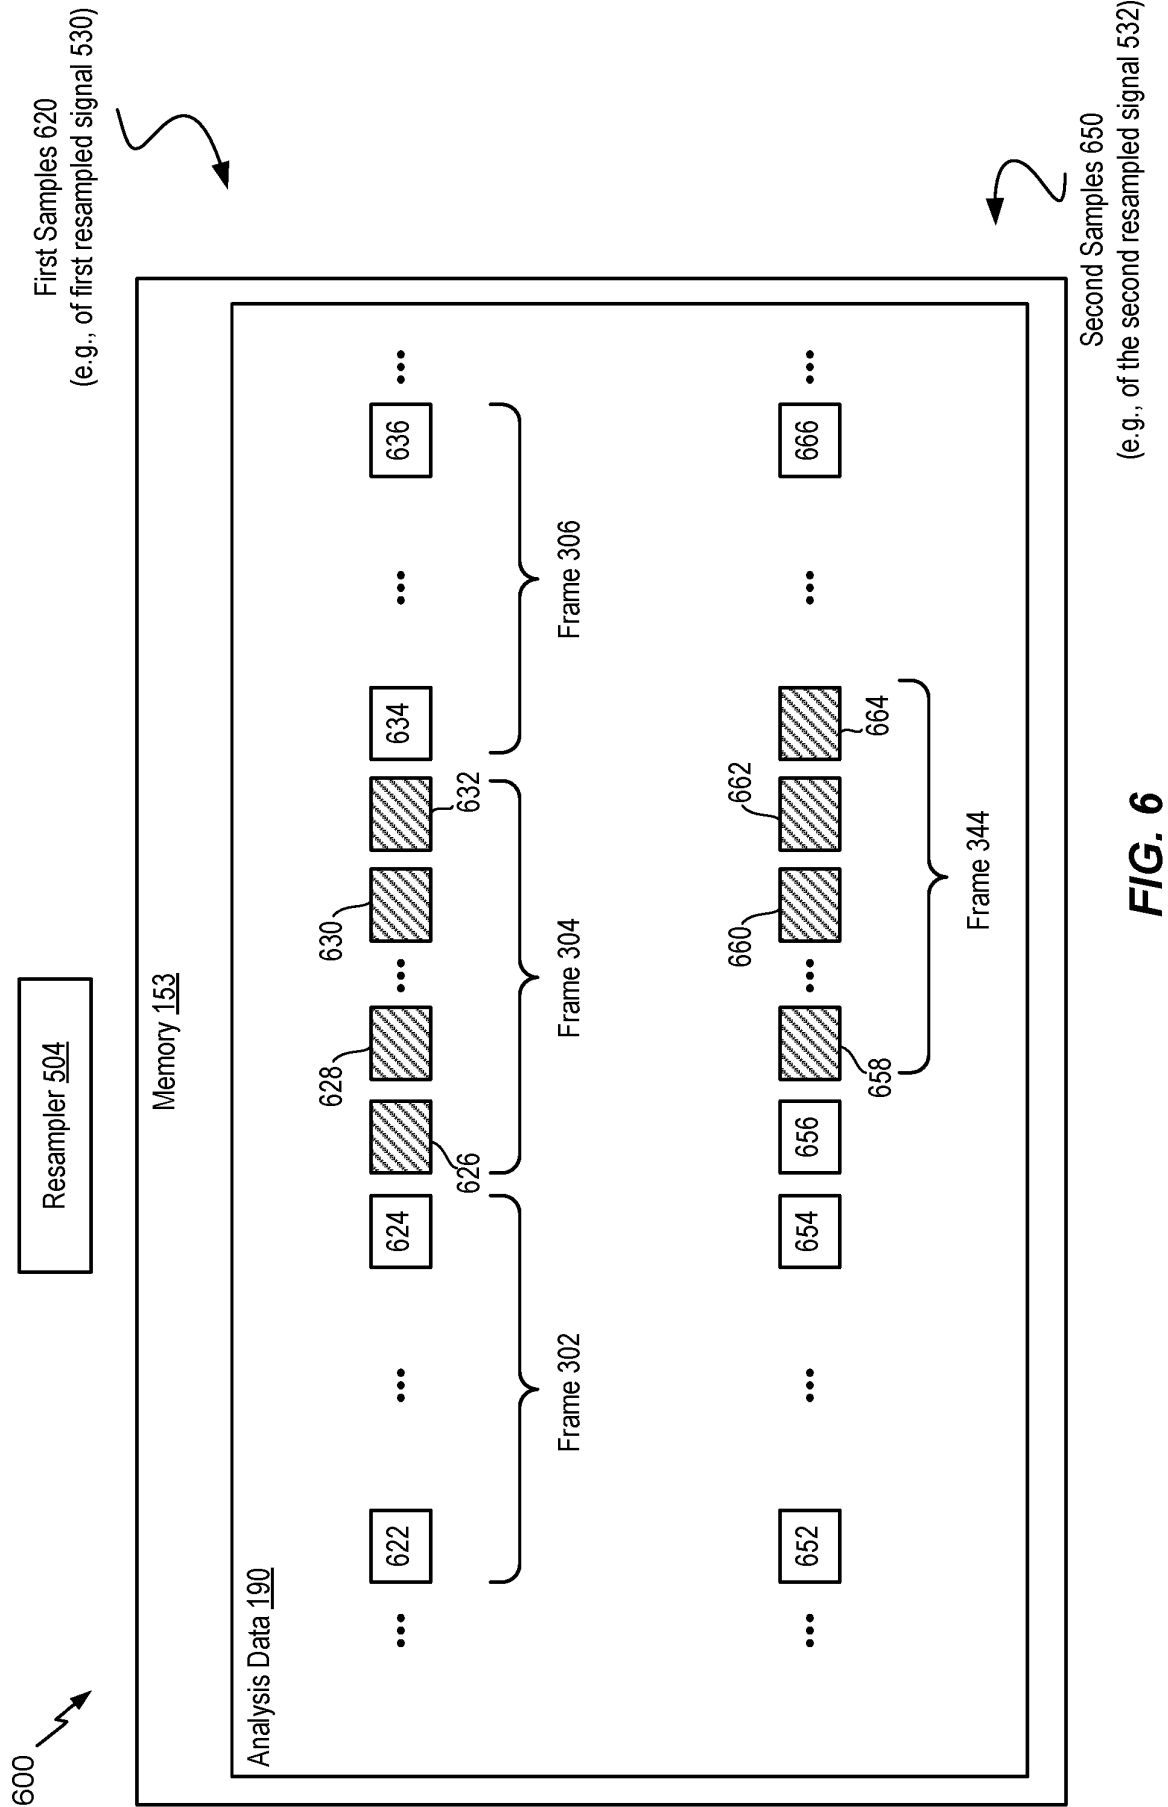 600
Resampler 504
First Samples 620
(e.g., of first resampled signal 530)
Memory 153
Analysis Data 190
628
630
622
624
634
636
626
632
Frame 302
Frame 304
Frame 306
660
662
652
654
656
666
658
664
Frame 344
Second Samples 650
(e.g., of the second resampled signal 532)
FIG. 6